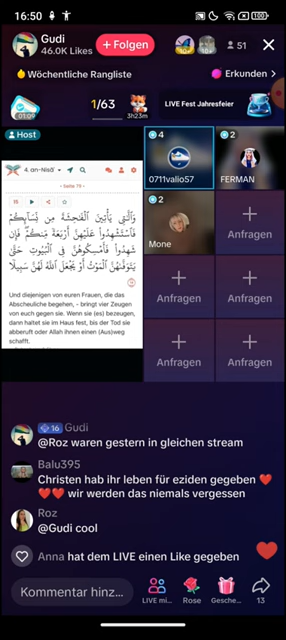 16:50
100
Gudi
46.0K Likes
+ Folgen
51
Wöchentliche Rangliste
Erkunden >
01:09
1/63
3h23m
LIVE Fest Jahresfeier
Host
4. an-Nisāʾ
- Seite 79 -
15
وَٱلَّـٰتِى يَأْتِينَ ٱلْفَـٰحِشَةَ مِن نِّسَآئِكُمْ
فَٱسْتَشْهِدُوا۟ عَلَيْهِنَّ أَرْبَعَةً مِّنكُمْ ۖ فَإِن
شَهِدُوا۟ فَأَمْسِكُوهُنَّ فِى ٱلْبُيُوتِ حَتَّىٰ
يَتَوَفَّىٰهُنَّ ٱلْمَوْتُ أَوْ يَجْعَلَ ٱللَّهُ لَهُنَّ سَبِيلًا
Und diejenigen von euren Frauen, die das
Abscheuliche begehen, - bringt vier Zeugen
von euch gegen sie. Wenn sie (es) bezeugen,
dann haltet sie im Haus fest, bis der Tod sie
abberuft oder Allah ihnen einen (Aus)weg
schafft.
4
0711valio57
2
FERMAN
2
Mone
Anfragen
Anfragen
Anfragen
Anfragen
Anfragen
16 Gudi
@Roz waren gestern in gleichen stream
Balu395
Christen hab ihr leben für eziden gegeben
wir werden das niemals vergessen
Roz
@Gudi cool
Anna hat dem LIVE einen Like gegeben
Kommentar hinz...
LIVE mi...
Rose
Gesche...
13